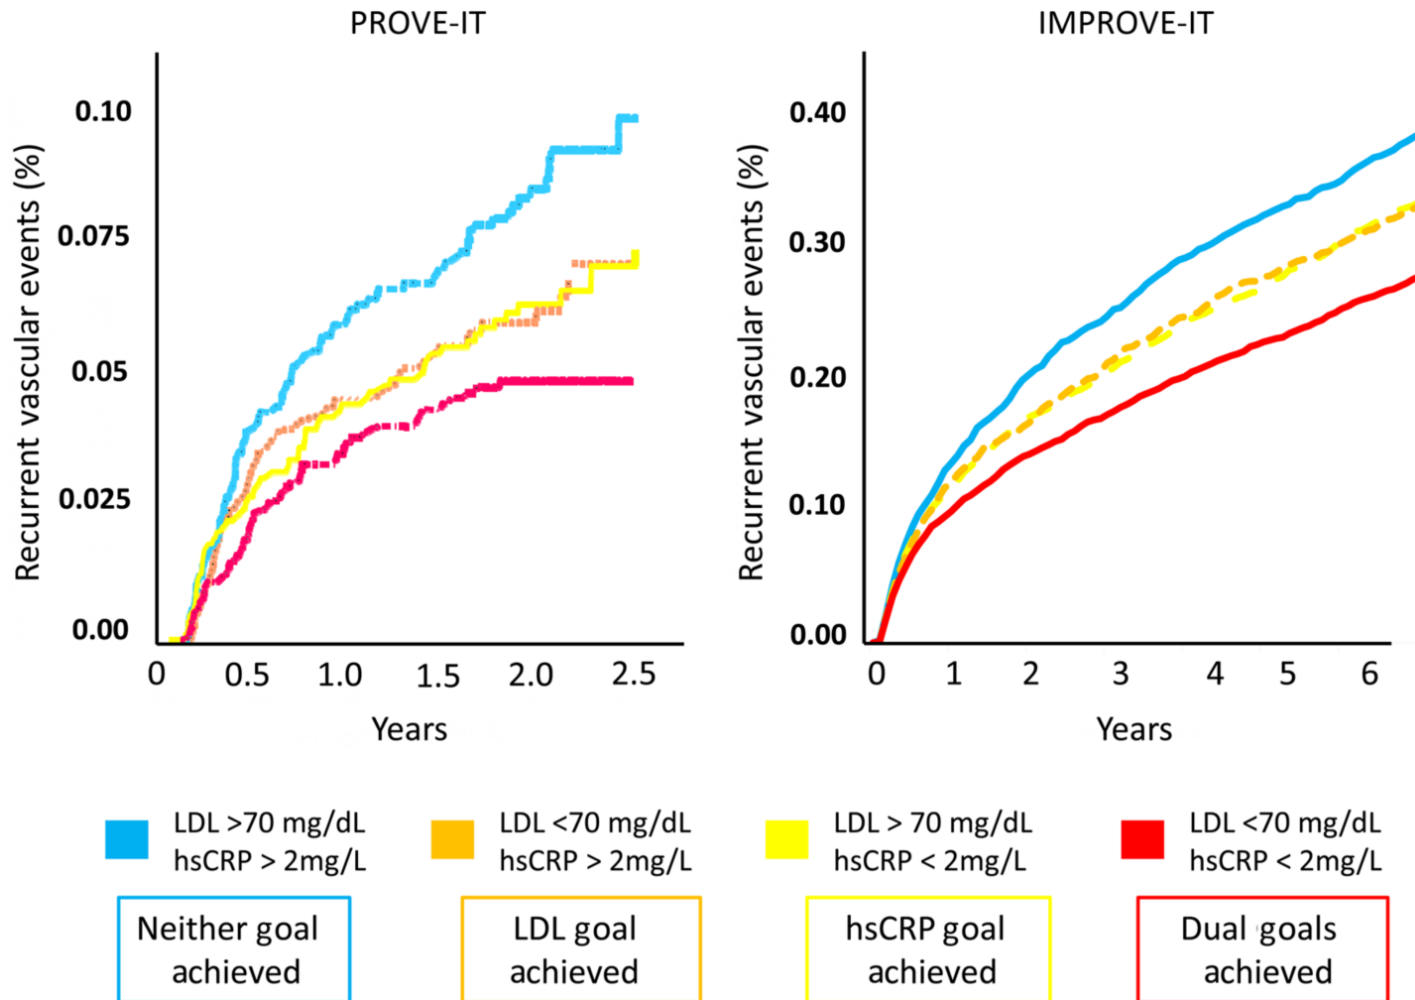 PROVE-IT
Recurrent vascular events (%)
0.10
0.075
0.05
0.025
0.00
0 0.5 1.0 1.5 2.0 2.5
Years
IMPROVE-IT
Recurrent vascular events (%)
0.40
0.30
0.20
0.10
0.00
0 1 2 3 4 5 6
Years
LDL >70 mg/dL
hsCRP > 2mg/L
Neither goal
achieved
LDL <70 mg/dL
hsCRP > 2mg/L
LDL goal
achieved
LDL > 70 mg/dL
hsCRP < 2mg/L
hsCRP goal
achieved
LDL <70 mg/dL
hsCRP < 2mg/L
Dual goals
achieved